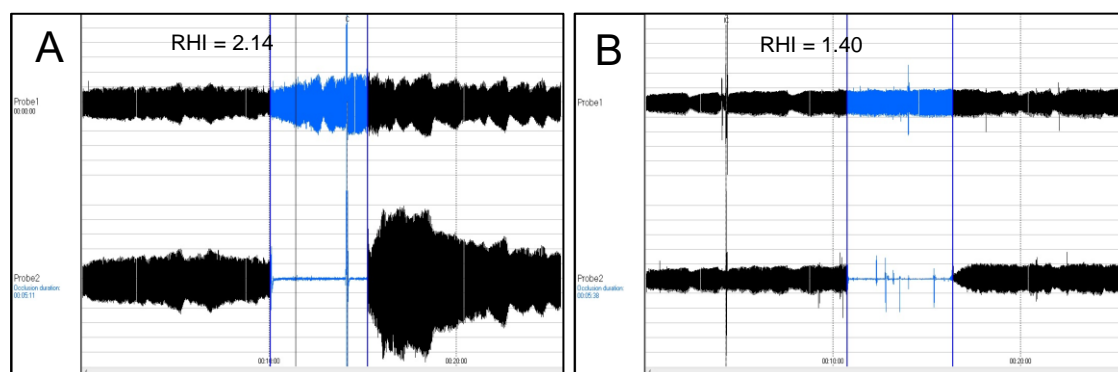 A
RHI = 2.14
Probe1
00:00:00
Probe2
Occlusion duration:
00:05:11
00:10:00
00:20:00
B
RHI = 1.40
Probe1
Probe2
Occlusion duration:
00:05:38
00:10:00
00:20:00